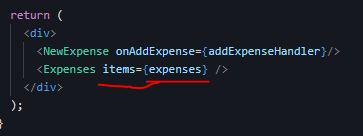 return (
<div>
<NewExpense onAddExpense={addExpenseHandler}/>
<Expenses items={expenses} />
</div>
);
}